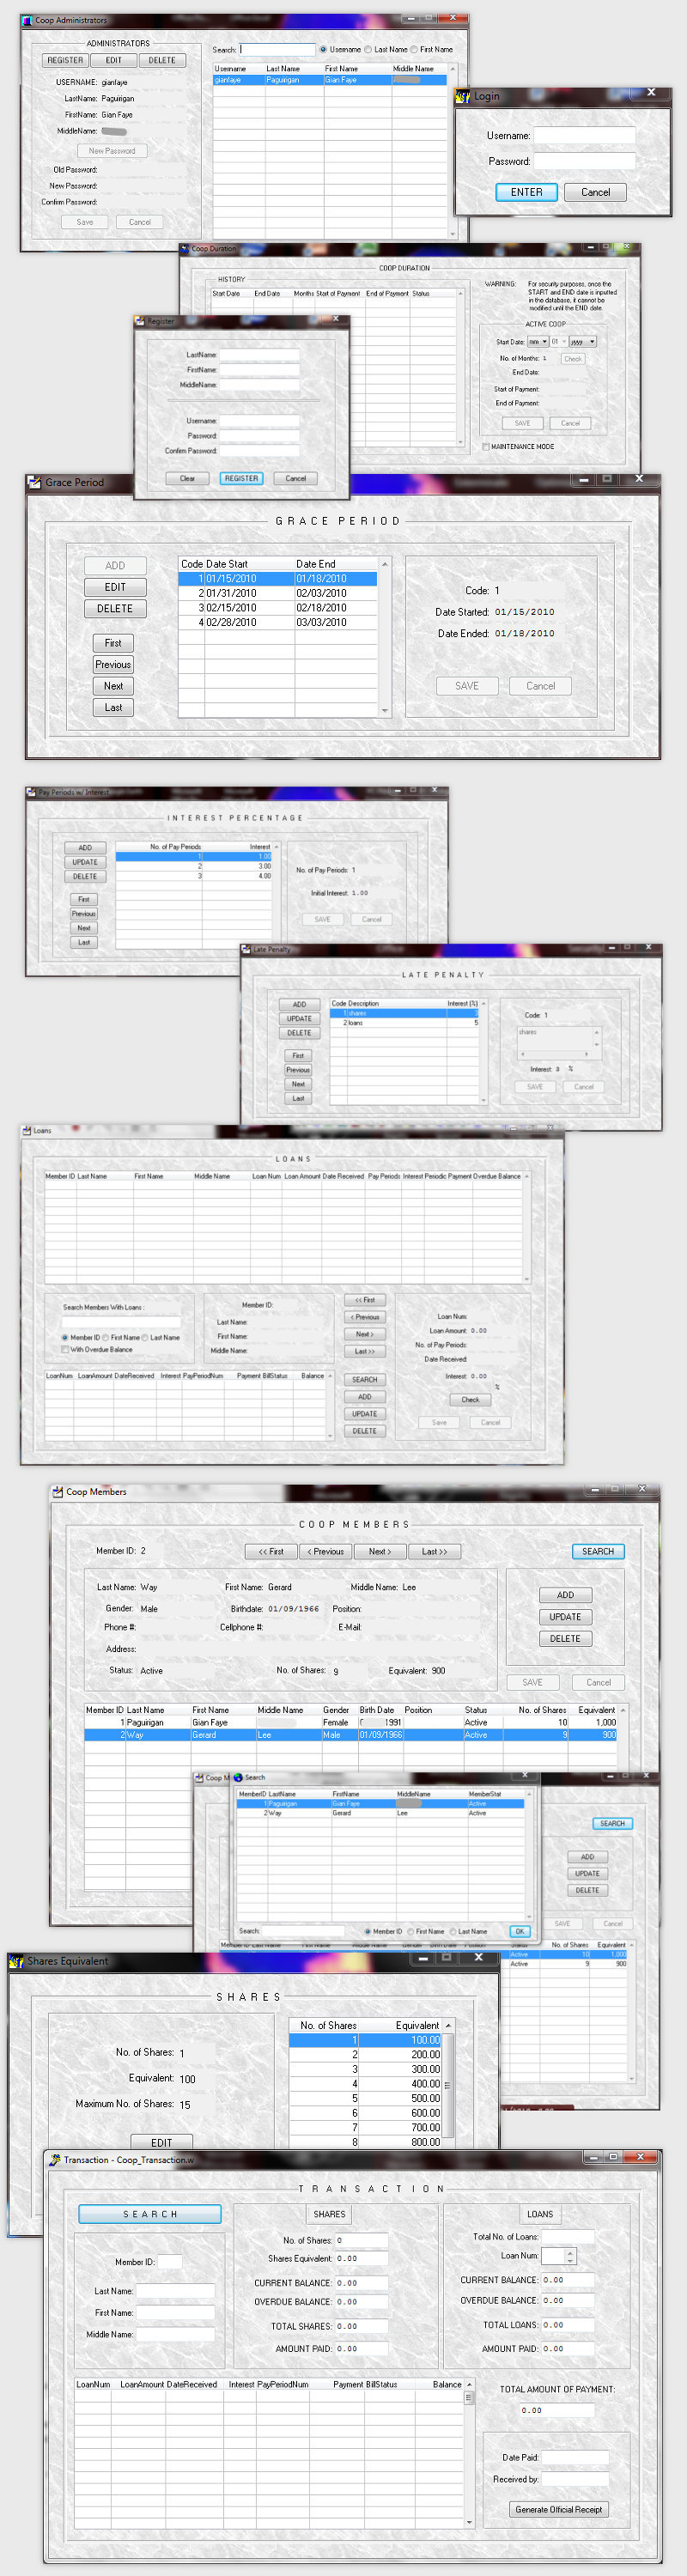 Coop Administrators
ADMINISTRATORS
REGISTER EDIT DELETE
Search: Username Last Name First Name
USERNAME: gianfaye
LastName: Paguirigan
FirstName: Gian Faye
MiddleName:
New Password
Old Password:
New Password:
Confirm Password:
Save Cancel
Username Last Name First Name Middle Name
gianfaye Paguirigan Gian Faye
Login
Username:
Password:
ENTER Cancel
Coop Duration
COOP DURATION
HISTORY
Start Date End Date Months Start of Payment End of Payment Status
WARNING: For security purposes, once the
START and END date is inputted
in the database, it cannot be
modified until the END date.
ACTIVE COOP
Start Date: mm 01 yyyy
No. of Months: 1 Check
End Date:
Start of Payment:
End of Payment:
SAVE Cancel
MAINTENANCE MODE
Register
LastName:
FirstName:
MiddleName:
Username:
Password:
Confirm Password:
Clear REGISTER Cancel
Grace Period
GRACE PERIOD
ADD
EDIT
DELETE
First
Previous
Next
Last
Code Date Start Date End
1 01/15/2010 01/18/2010
2 01/31/2010 02/03/2010
3 02/15/2010 02/18/2010
4 02/28/2010 03/03/2010
Code: 1
Date Started: 01/15/2010
Date Ended: 01/18/2010
SAVE Cancel
Pay Periods w/ Interest
INTEREST PERCENTAGE
ADD
UPDATE
DELETE
First
Previous
Next
Last
No. of Pay Periods Interest
1 1.00
2 3.00
3 4.00
No. of Pay Periods: 1
Initial Interest: 1.00
SAVE Cancel
Late Penalty
LATE PENALTY
ADD
UPDATE
DELETE
First
Previous
Next
Last
Code Description Interest (%)
1 shares 3
2 loans 5
Code: 1
shares
Interest: 3 %
SAVE Cancel
Loans
LOANS
Member ID Last Name First Name Middle Name Loan Num Loan Amount Date Received Pay Periods Interest Periodic Payment Overdue Balance
Search Members With Loans :
Member ID First Name Last Name
With Overdue Balance
Member ID:
Last Name:
First Name:
Middle Name:
<< First
< Previous
Next >
Last >>
SEARCH
ADD
UPDATE
DELETE
Loan Num:
Loan Amount: 0.00
No. of Pay Periods:
Date Received:
Interest: 0.00
%
Check
Save Cancel
LoanNum LoanAmount DateReceived Interest PayPeriodNum Payment BillStatus Balance
Coop Members
COOP MEMBERS
Member ID: 2 << First < Previous Next > Last >> SEARCH
Last Name: Way First Name: Gerard Middle Name: Lee
Gender: Male Birthdate: 01/09/1966 Position:
Phone #: Cellphone #: E-Mail:
Address:
Status: Active No. of Shares: 9 Equivalent: 900
ADD
UPDATE
DELETE
SAVE Cancel
Member ID Last Name First Name Middle Name Gender Birth Date Position Status No. of Shares Equivalent
1 Paguirigan Gian Faye Female 1991 Active 10 1,000
2 Way Gerard Lee Male 01/09/1966 Active 9 900
Coop M
Search
MemberID LastName FirstName MiddleName MemberStat
1 Paguirigan Gian Faye Active
2 Way Gerard Lee Active
Search: Member ID First Name Last Name OK
SEARCH
ADD
UPDATE
DELETE
SAVE Cancel
Status No. of Shares Equivalent
Active 10 1,000
Active 9 900
Shares Equivalent
SHARES
No. of Shares: 1
Equivalent: 100
Maximum No. of Shares: 15
EDIT
No. of Shares Equivalent
1 100.00
2 200.00
3 300.00
4 400.00
5 500.00
6 600.00
7 700.00
8 800.00
Transaction - Coop_Transaction.w
TRANSACTION
SEARCH
Member ID:
Last Name:
First Name:
Middle Name:
SHARES
No. of Shares: 0
Shares Equivalent: 0.00
CURRENT BALANCE: 0.00
OVERDUE BALANCE: 0.00
TOTAL SHARES: 0.00
AMOUNT PAID: 0.00
LOANS
Total No. of Loans:
Loan Num:
CURRENT BALANCE: 0.00
OVERDUE BALANCE: 0.00
TOTAL LOANS: 0.00
AMOUNT PAID: 0.00
LoanNum LoanAmount DateReceived Interest PayPeriodNum Payment BillStatus Balance
TOTAL AMOUNT OF PAYMENT:
0.00
Date Paid:
Received by:
Generate Official Receipt